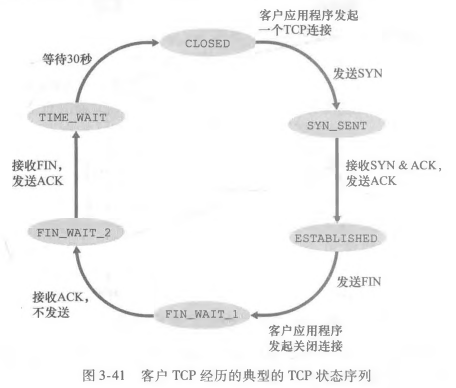 客户应用程序发起
一个TCP连接
CLOSED
等待30秒
发送SYN
TIME_WAIT
SYN_SENT
接收FIN,
发送ACK
接收SYN & ACK,
发送ACK
FIN_WAIT_2
ESTABLISHED
发送FIN
接收ACK,
不发送
FIN_WAIT_1
客户应用程序
发起关闭连接
图 3-41 客户 TCP 经历的典型的 TCP 状态序列